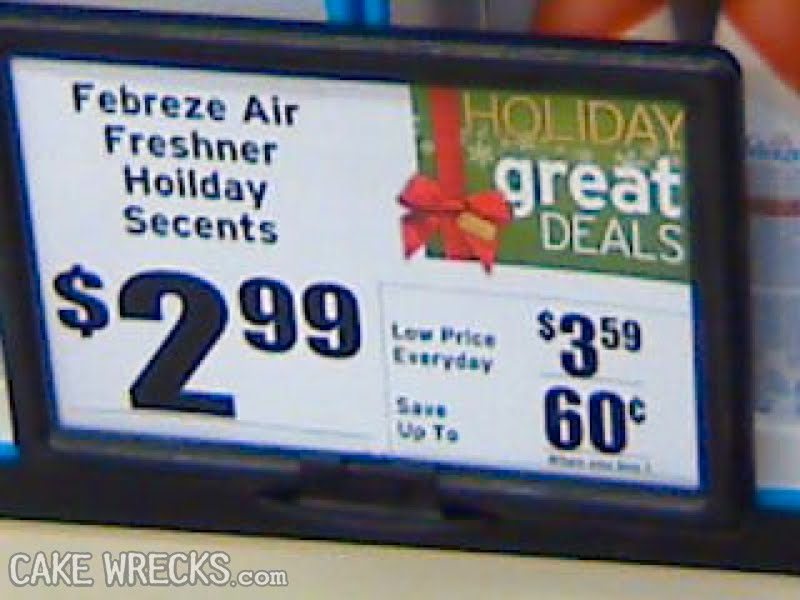 Febreze Air
Freshner
Hoilday
Secents
$2.99
HOLIDAY
great
DEALS
Low Price
Everyday
$3.59
Save
Up To
60¢
CAKE WRECKS.com